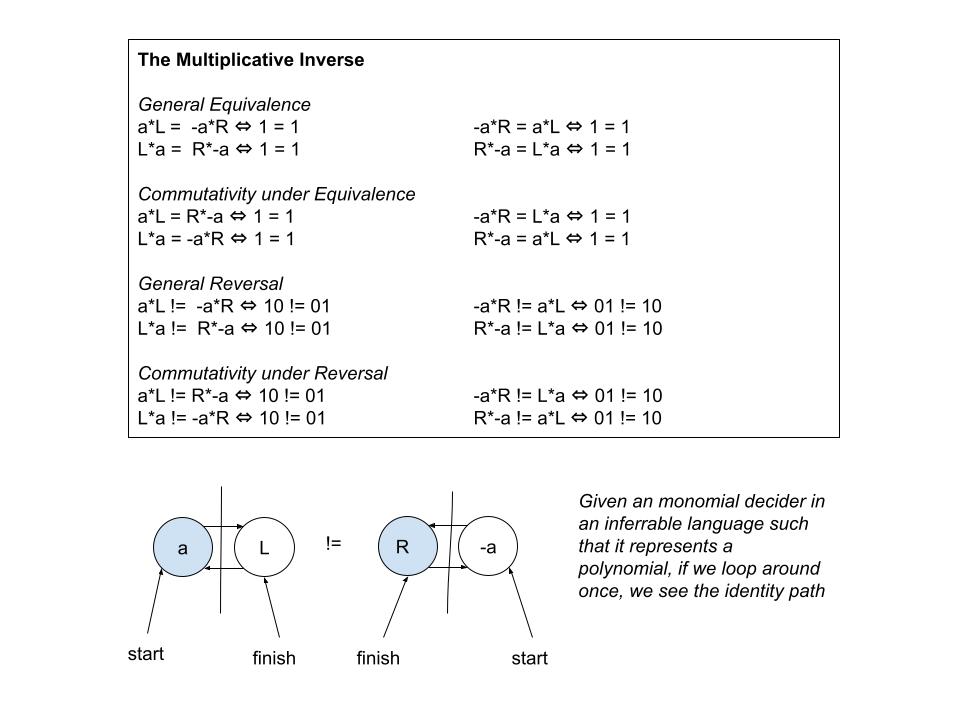 The Multiplicative Inverse
General Equivalence
a*L =  -a*R ⇔ 1 = 1
-a*R = a*L ⇔ 1 = 1
L*a =  R*-a ⇔ 1 = 1
R*-a = L*a ⇔ 1 = 1
Commutativity under Equivalence
a*L = R*-a ⇔ 1 = 1
-a*R = L*a ⇔ 1 = 1
L*a = -a*R ⇔ 1 = 1
R*-a = a*L ⇔ 1 = 1
General Reversal
a*L !=  -a*R ⇔ 10 != 01
-a*R != a*L ⇔ 01 != 10
L*a !=  R*-a ⇔ 10 != 01
R*-a != L*a ⇔ 01 != 10
Commutativity under Reversal
a*L != R*-a ⇔ 10 != 01
-a*R != L*a ⇔ 01 != 10
L*a != -a*R ⇔ 10 != 01
R*-a != a*L ⇔ 01 != 10
a
L
!=
R
-a
start
finish
finish
start
Given an monomial decider in
an inferrable language such
that it represents a
polynomial, if we loop around
once, we see the identity path